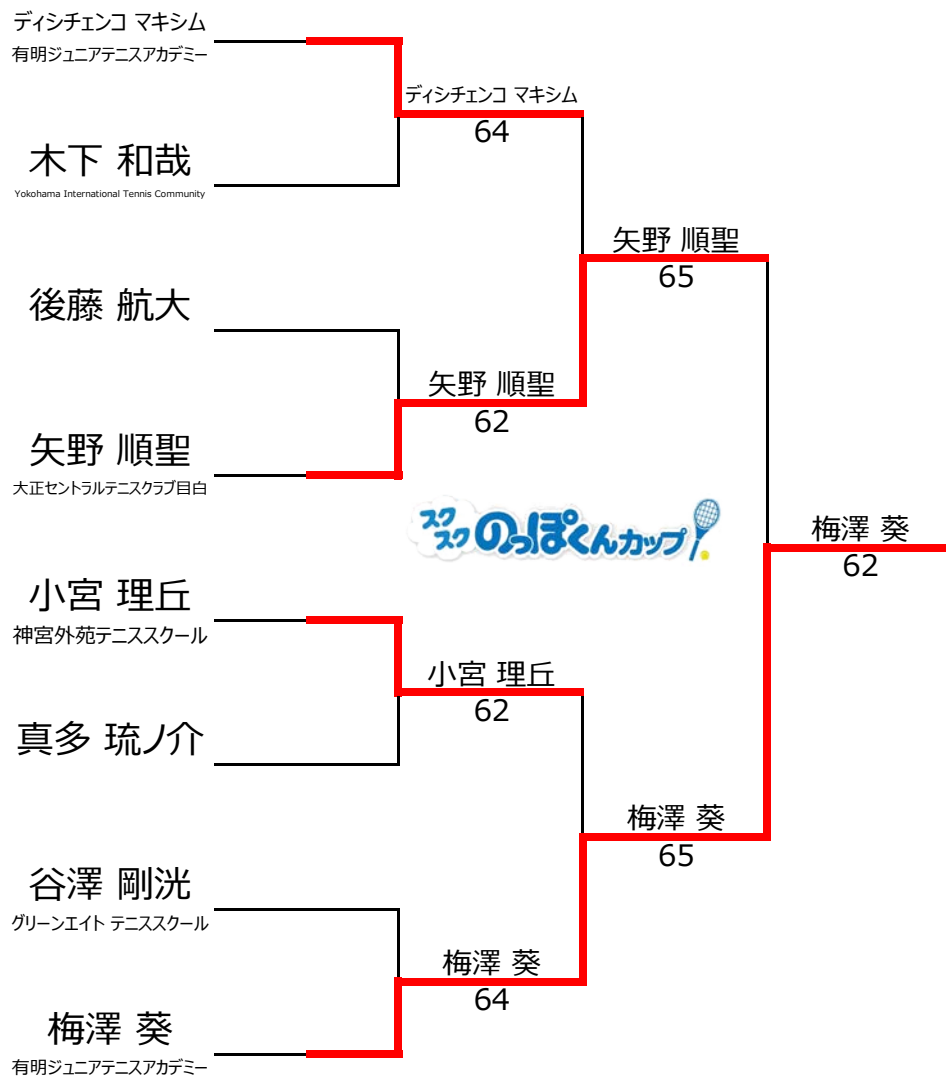 ディシチェンコ マキシム
有明ジュニアテニスアカデミー
ディシチェンコ マキシム
64
木下 和哉
Yokohama International Tennis Community
矢野 順聖
65
後藤 航大
矢野 順聖
62
矢野 順聖
大正セントラルテニスクラブ目白
スクスク のっぽくんカップ
梅澤 葵
62
小宮 理丘
神宮外苑テニススクール
小宮 理丘
62
真多 琉ノ介
梅澤 葵
65
谷澤 剛洸
グリーンエイト テニススクール
梅澤 葵
64
梅澤 葵
有明ジュニアテニスアカデミー